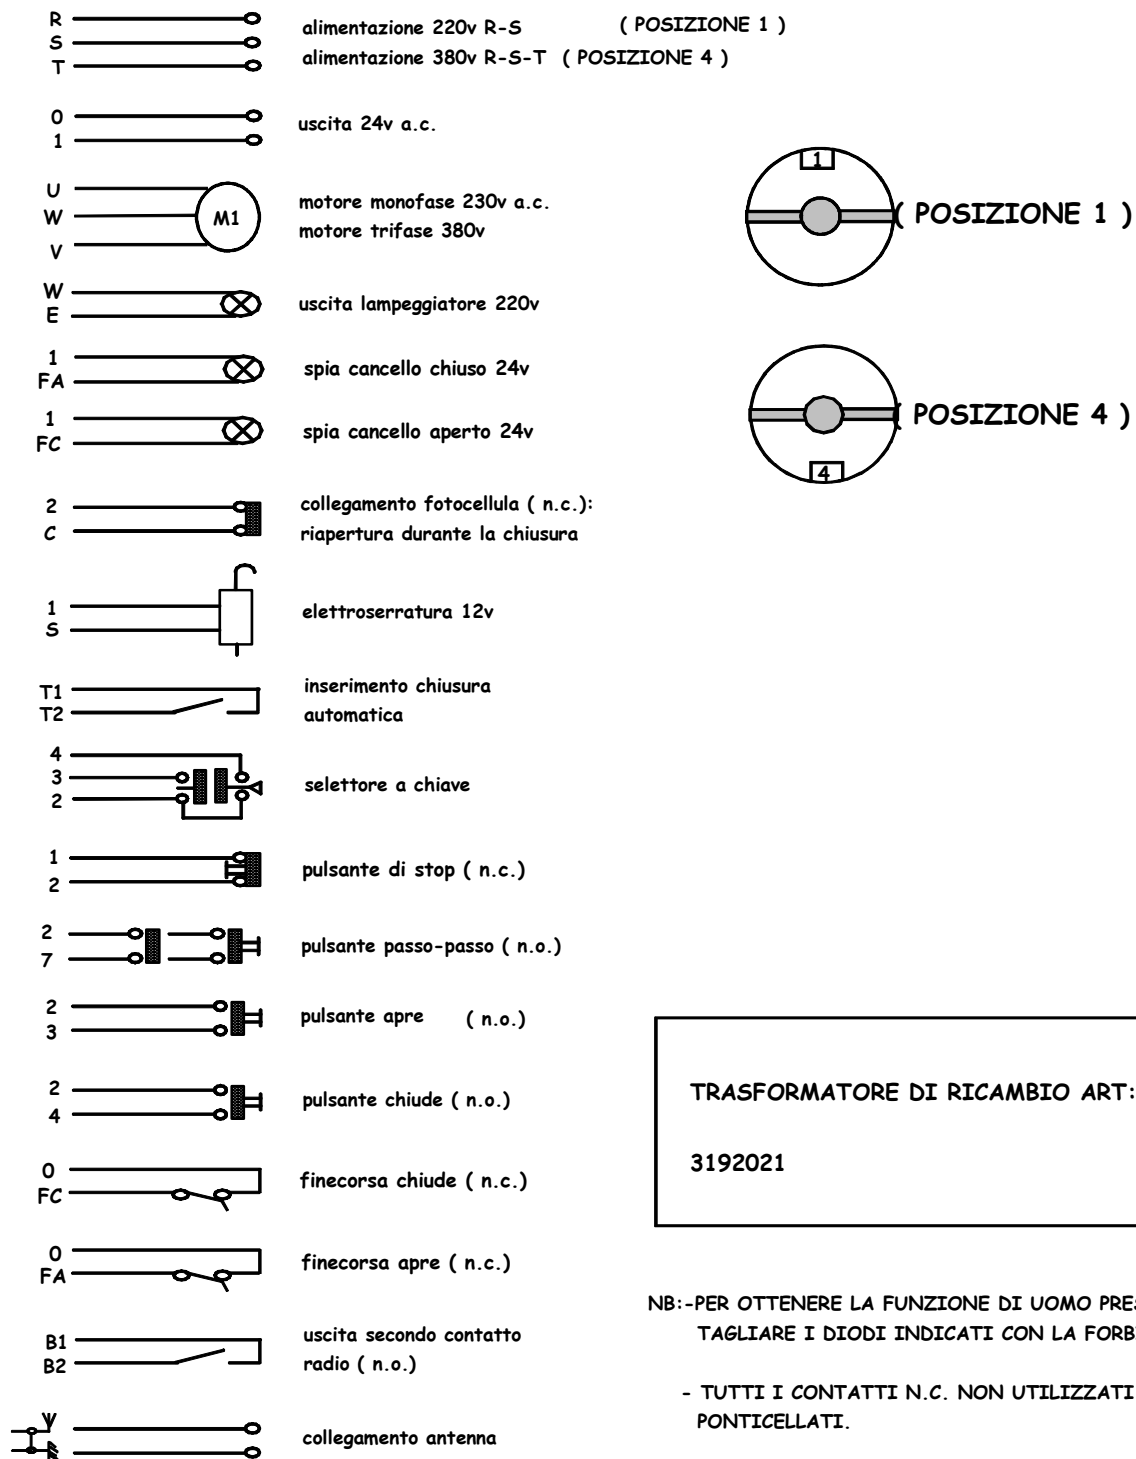 R
S
T
alimentazione 220v R-S ( POSIZIONE 1 )
alimentazione 380v R-S-T ( POSIZIONE 4 )
0
1
uscita 24v a.c.
U
W
V
M1
motore monofase 230v a.c.
motore trifase 380v
W
E
uscita lampeggiatore 220v
1
FA
spia cancello chiuso 24v
1
FC
spia cancello aperto 24v
2
C
collegamento fotocellula ( n.c.):
riapertura durante la chiusura
1
S
elettroserratura 12v
T1
T2
inserimento chiusura
automatica
4
3
2
selettore a chiave
1
2
pulsante di stop ( n.c.)
2
7
pulsante passo-passo ( n.o.)
2
3
pulsante apre ( n.o.)
2
4
pulsante chiude ( n.o.)
0
FC
finecorsa chiude ( n.c.)
0
FA
finecorsa apre ( n.c.)
B1
B2
uscita secondo contatto
radio ( n.o.)
collegamento antenna
1
( POSIZIONE 1 )
( POSIZIONE 4 )
4
TRASFORMATORE DI RICAMBIO ART:
3192021
NB:-PER OTTENERE LA FUNZIONE DI UOMO
TAGLIARE I DIODI INDICATI CON LA
- TUTTI I CONTATTI N.C. NON UTILIZZATI
PONTICELLATI.